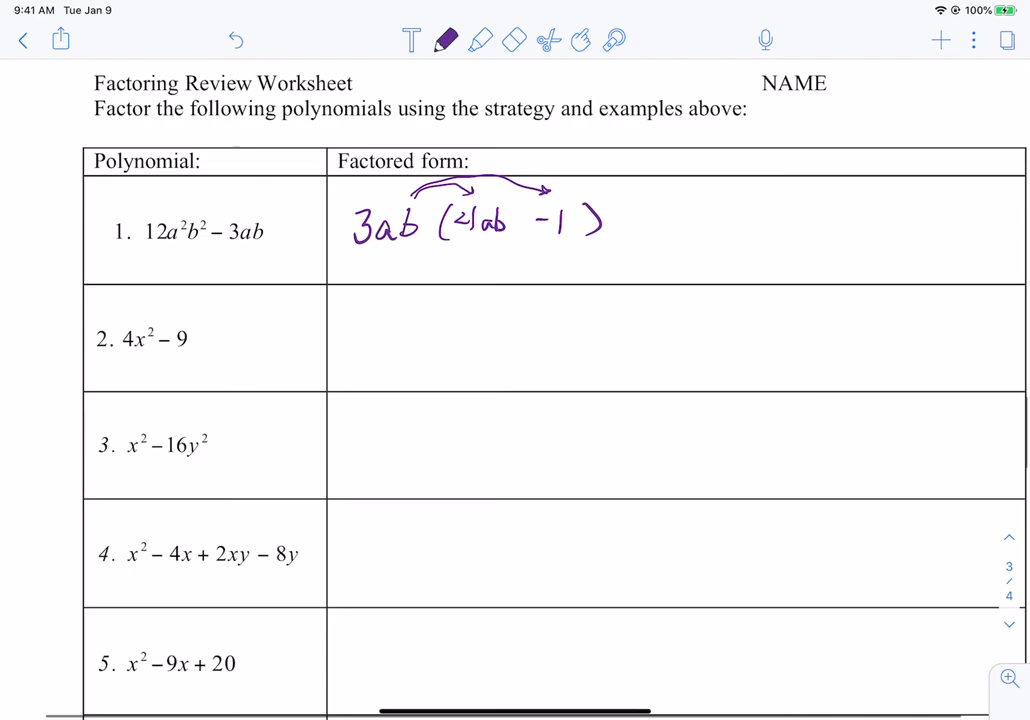 9:41 AM Tue Jan 9
100%
T
Factoring Review Worksheet NAME
Factor the following polynomials using the strategy and examples above:
Polynomial: Factored form:
1. 12a²b² – 3ab 3ab (4ab -1)
2. 4x² – 9
3. x² – 16y²
4. x² – 4x + 2xy – 8y
5. x² – 9x + 20
3
/
4